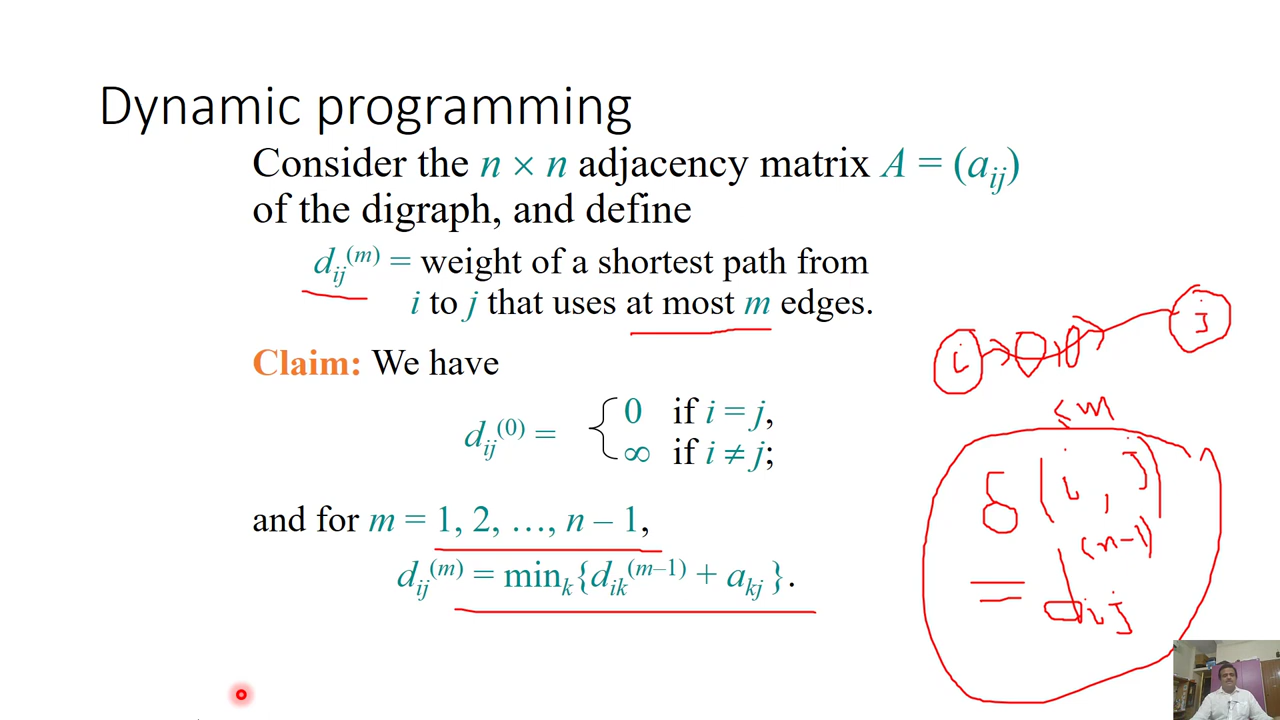 Dynamic programming
Consider the n × n adjacency matrix A = (aᵢⱼ)
of the digraph, and define
dᵢⱼ⁽ᵐ⁾ = weight of a shortest path from
i to j that uses at most m edges.
Claim: We have
dᵢⱼ⁽⁰⁾ = { 0 if i = j,
∞ if i ≠ j;
and for m = 1, 2, …, n – 1,
dᵢⱼ⁽ᵐ⁾ = minₖ{dᵢₖ⁽ᵐ⁻¹⁾ + aₖⱼ }.
i
j
≤ m
δ (i, j)
= dᵢⱼ⁽ⁿ⁻¹⁾